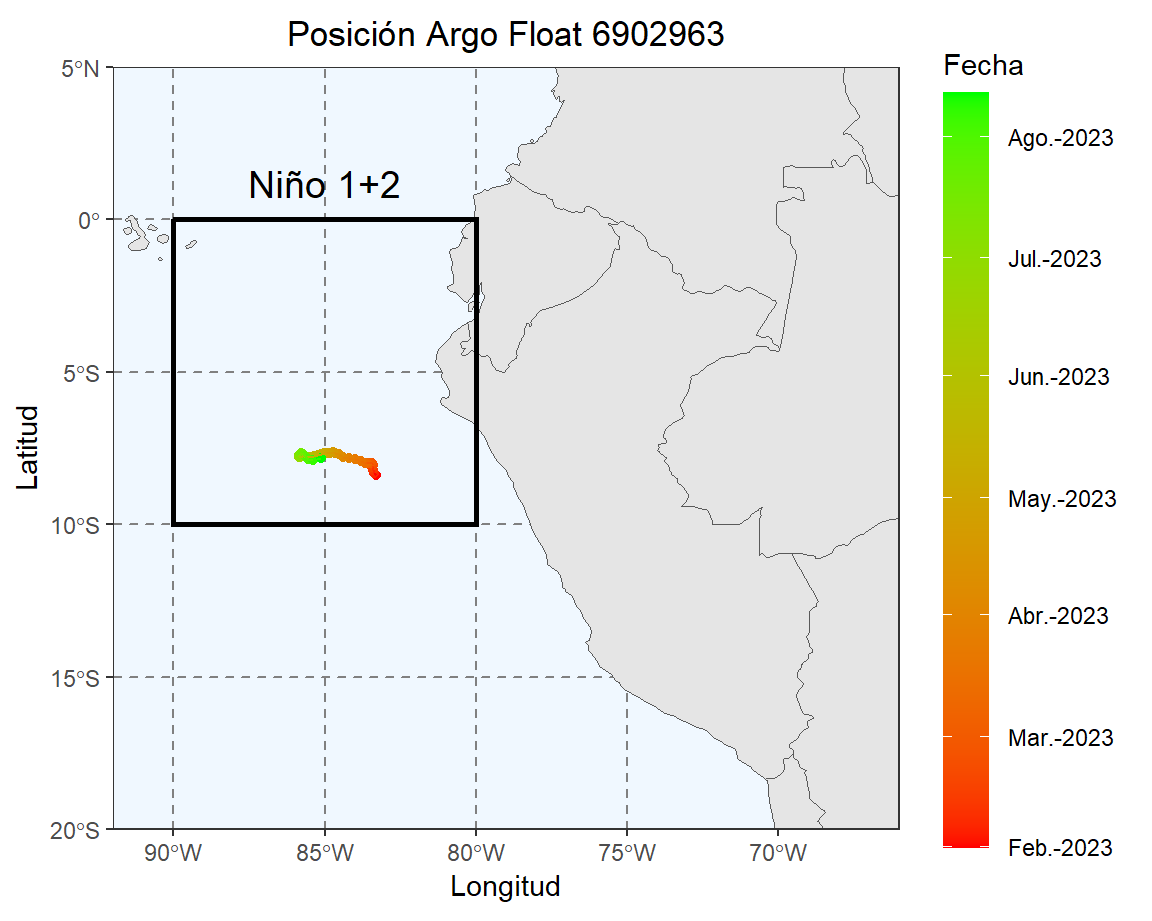 Posición Argo Float 6902963
Fecha
5°N
0°
5°S
10°S
15°S
20°S
Latitud
Niño 1+2
90°W
85°W
80°W
75°W
70°W
Longitud
Ago.-2023
Jul.-2023
Jun.-2023
May.-2023
Abr.-2023
Mar.-2023
Feb.-2023